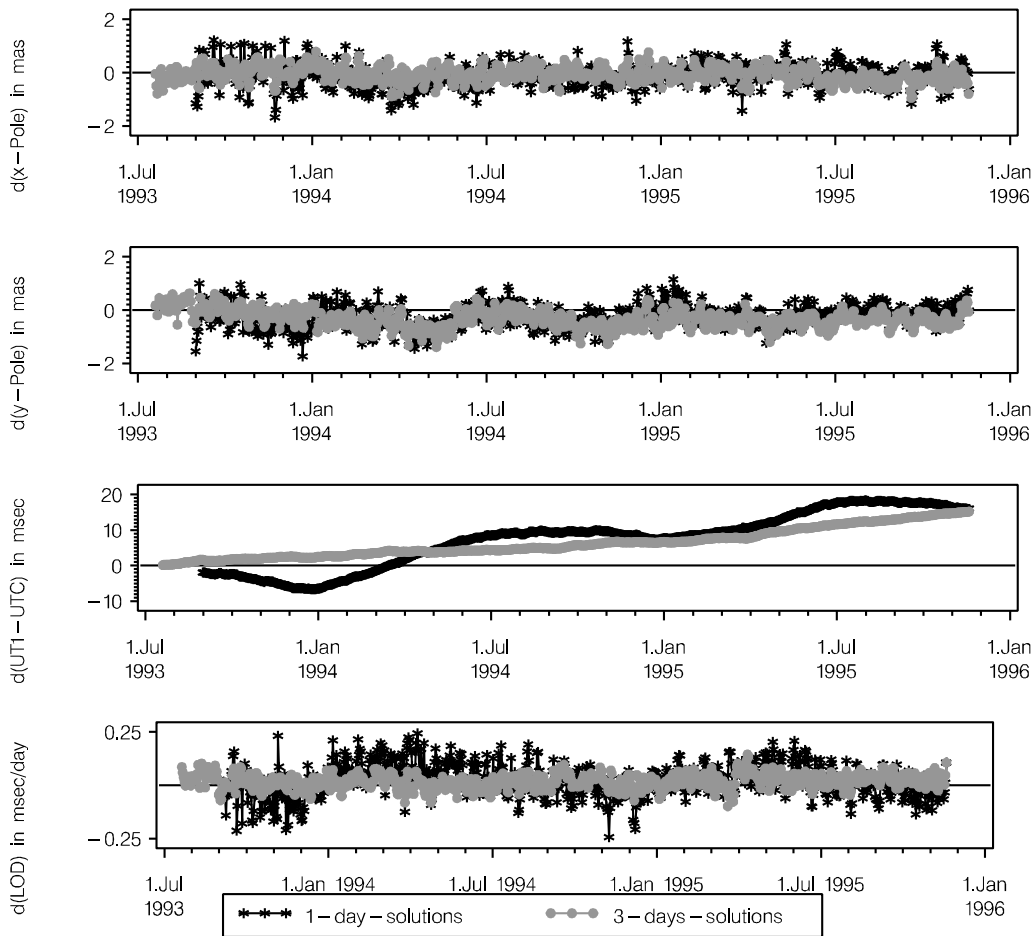 d(x–Pole) in mas
2
0
–2
1.Jul 1.Jan 1.Jul 1.Jan 1.Jul 1.Jan
1993 1994 1994 1995 1995 1996
d(y–Pole) in mas
2
0
–2
1.Jul 1.Jan 1.Jul 1.Jan 1.Jul 1.Jan
1993 1994 1994 1995 1995 1996
d(UT1–UTC) in msec
20
10
0
–10
1.Jul 1.Jan 1.Jul 1.Jan 1.Jul 1.Jan
1993 1994 1994 1995 1995 1996
d(LOD) in msec/day
0.25
–0.25
1.Jul 1.Jan 1994 1.Jul 1994 1.Jan 1995 1.Jul 1995 1.Jan
1993 1996
1–day–solutions 3–days–solutions